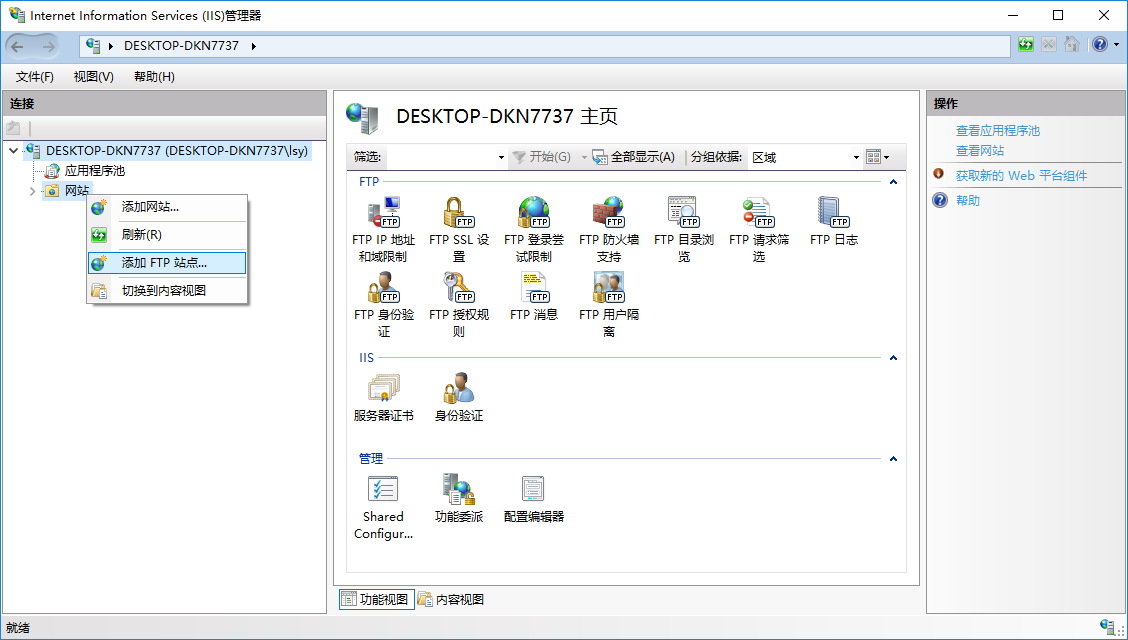 Internet Information Services (IIS)管理器
DESKTOP-DKN7737
文件(F) 视图(V) 帮助(H)
连接
DESKTOP-DKN7737 (DESKTOP-DKN7737\lsy)
应用程序池
网站
添加网站...
刷新(R)
添加 FTP 站点...
切换到内容视图
DESKTOP-DKN7737 主页
筛选: 开始(G) 全部显示(A) 分组依据: 区域
FTP
FTP IP 地址
和域限制
FTP SSL 设
置
FTP 登录尝
试限制
FTP 防火墙
支持
FTP 目录浏
览
FTP 请求筛
选
FTP 日志
FTP 身份验
证
FTP 授权规
则
FTP 消息
FTP 用户隔
离
IIS
服务器证书
身份验证
管理
Shared
Configur...
功能委派
配置编辑器
功能视图 内容视图
操作
查看应用程序池
查看网站
获取新的 Web 平台组件
帮助
就绪